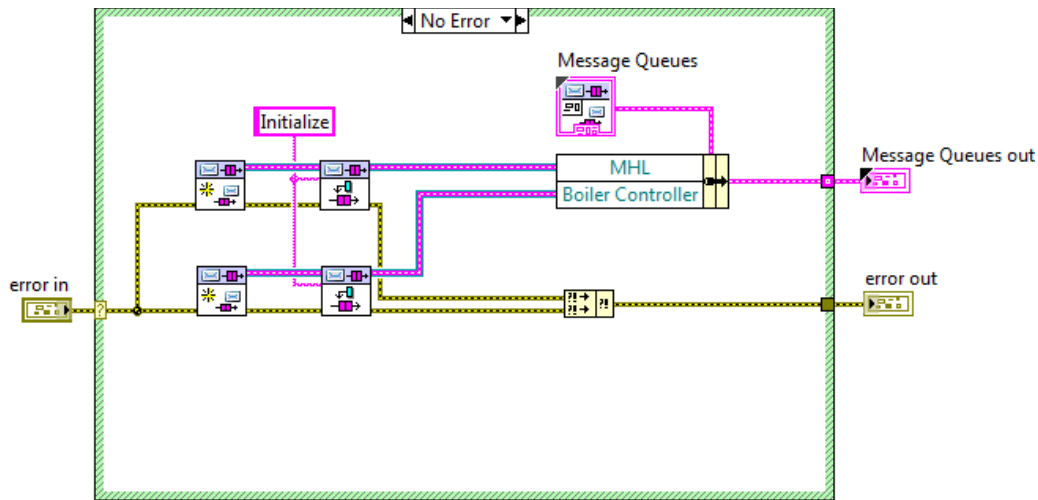 No Error
Message Queues
Initialize
MHL
Message Queues out
Boiler Controller
error in
error out
?
?!
?!
?!